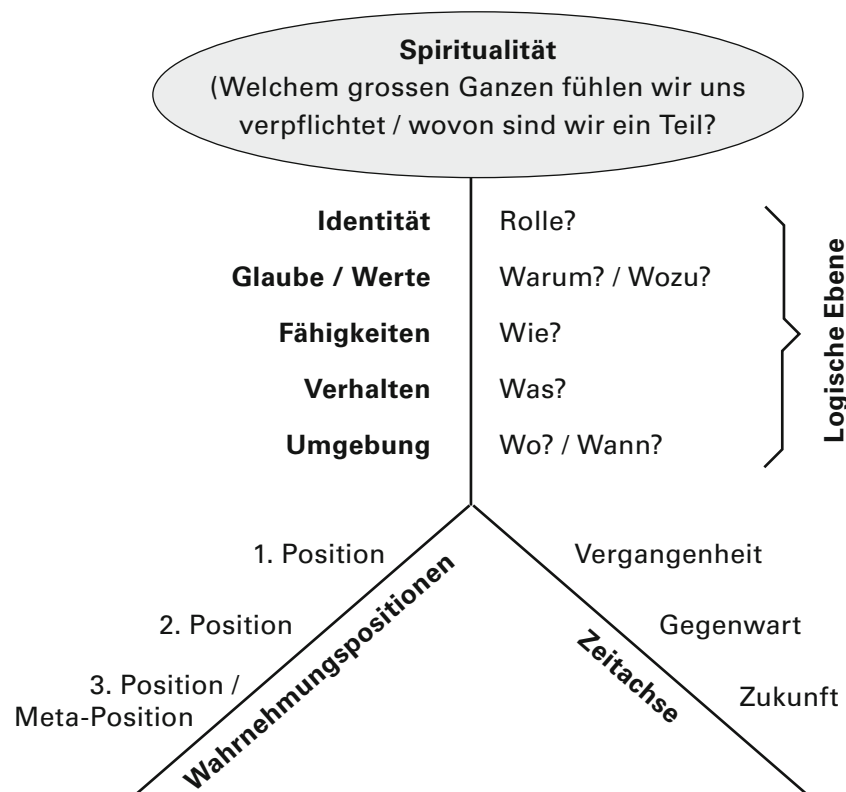 Spiritualität
(Welchem grossen Ganzen fühlen wir uns
verpflichtet / wovon sind wir ein Teil?
Identität Rolle?
Glaube / Werte Warum? / Wozu?
Fähigkeiten Wie?
Verhalten Was?
Umgebung Wo? / Wann?
Logische Ebene
1. Position
2. Position
3. Position /
Meta-Position
Wahrnehmungspositionen
Vergangenheit
Gegenwart
Zukunft
Zeitachse